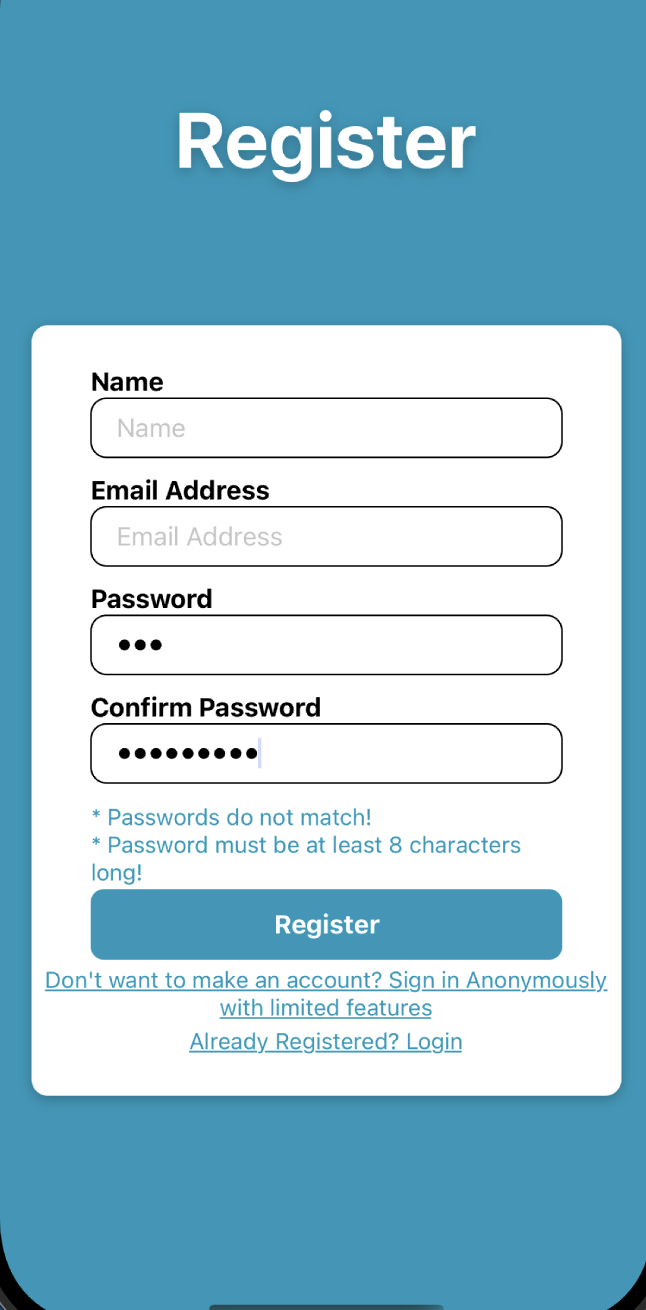 Register
Name
Name
Email Address
Email Address
Password
•••
Confirm Password
•••••••••
* Passwords do not match!
* Password must be at least 8 characters
long!
Register
Don't want to make an account? Sign in Anonymously
with limited features
Already Registered? Login